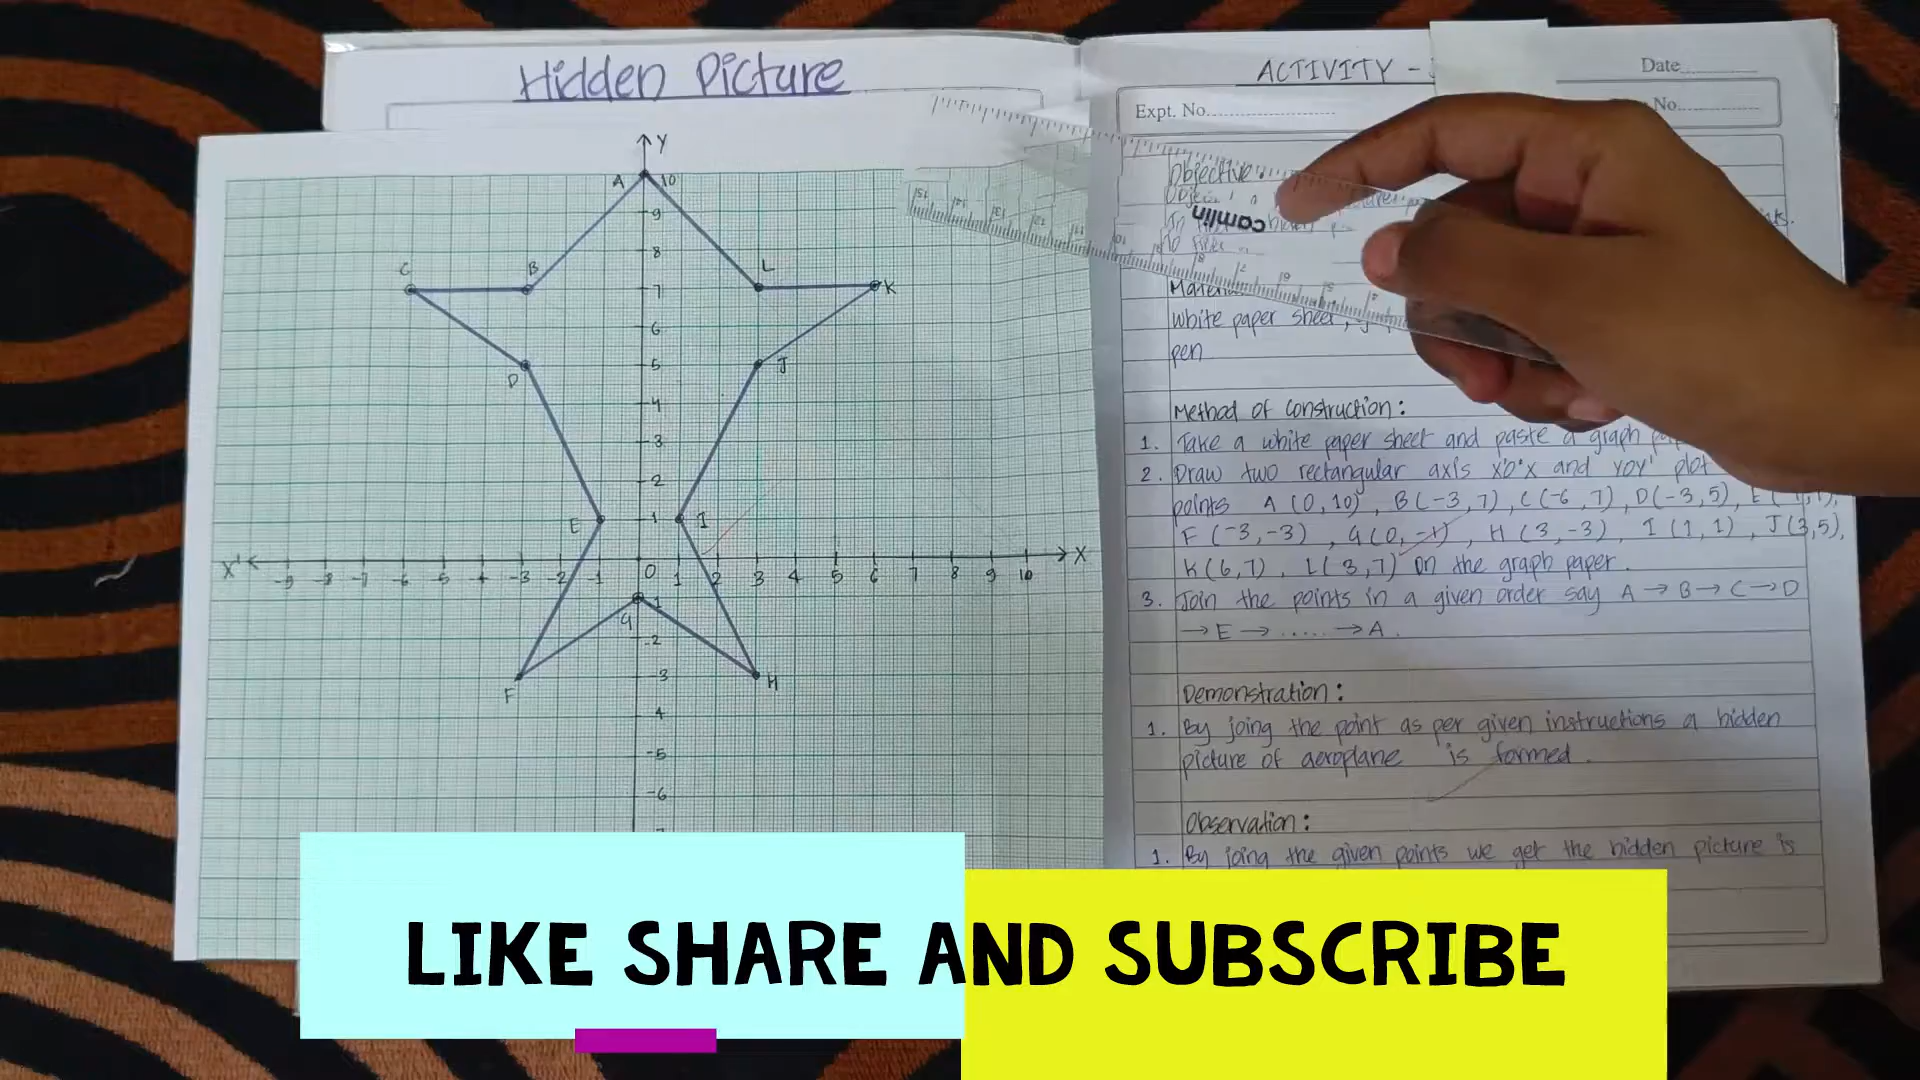 Hidden Picture
ACTIVITY -
Date
Expt. No.
No.
Objective
camlin
White paper sheet,
pen
Method of construction:
1. Take a white paper sheet and paste a graph
2. Draw two rectangular axis X'O'X and YOY' plot
points A (0,10), B(-3,7), C(-6,7), D(-3,5), E(
F(-3,-3), G(0,-1), H(3,-3), I(1,1), J(3,5),
K(6,7), L(3,7) on the graph paper.
3. Join the points in a given order say A → B → C → D
→ E → ..... → A.
Demonstration:
1. By joing the point as per given instructions a hidden
picture of aeroplane is formed.
Observation:
1. By joing the given points we get the hidden picture is
Y
A 10
9
8
C B L
7 K
6
5 J
D
4
3
2
E 1 I
X' -9 -8 -7 -6 -5 -4 -3 -2 -1 0 1 2 3 4 5 6 7 8 9 10 X
G
-2
F -3 H
4
-5
-6
LIKE SHARE AND SUBSCRIBE